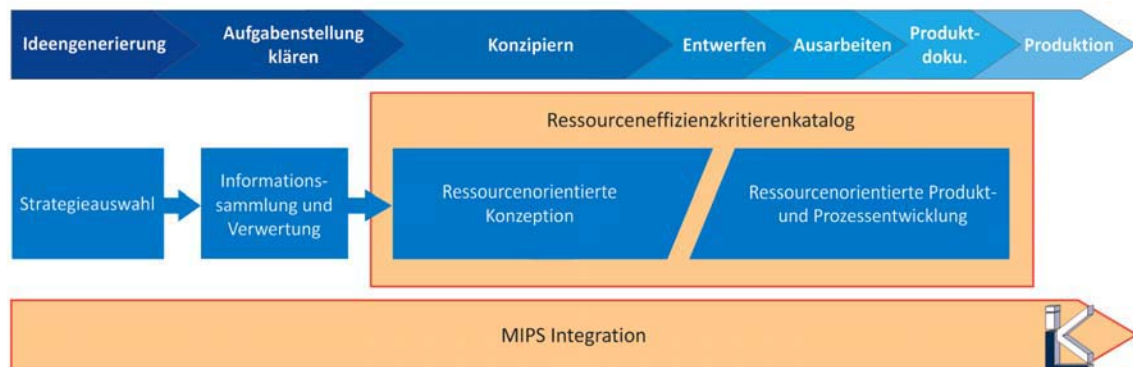 Ideengenerierung
Aufgabenstellung
klären
Konzipiern
Entwerfen
Ausarbeiten
Produkt-
doku.
Produktion
Ressourceneffizienzkritierenkatalog
Strategieauswahl
Informations-
sammlung und
Verwertung
Ressourcenorientierte
Konzeption
Ressourcenorientierte Produkt-
und Prozessentwicklung
MIPS Integration